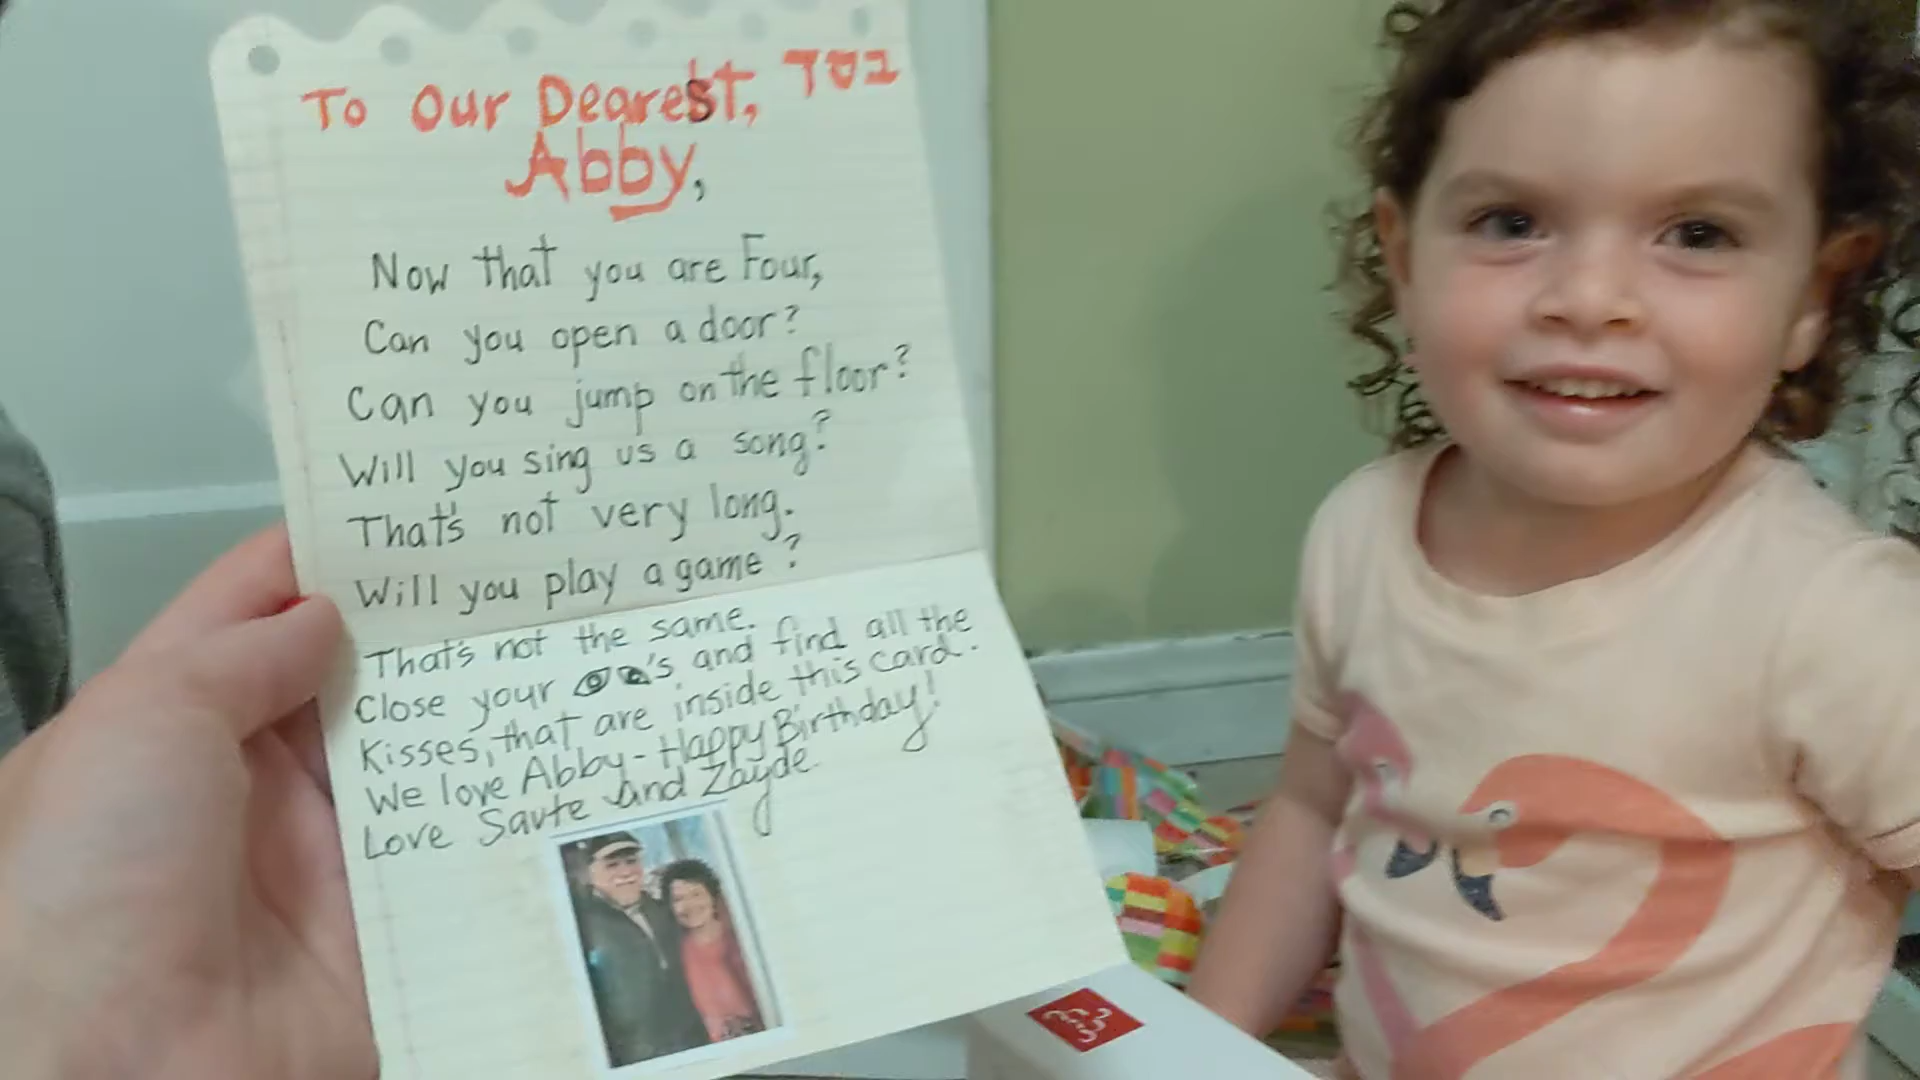 בסד
To Our Dearest,
Abby,
Now that you are Four,
Can you open a door?
Can you jump on the floor?
Will you sing us a song?
That's not very long.
Will you play a game?
That's not the same.
Close your 's and find all the
Kisses, that are inside this card.
We love Abby - Happy Birthday!
Love Savte and Zayde